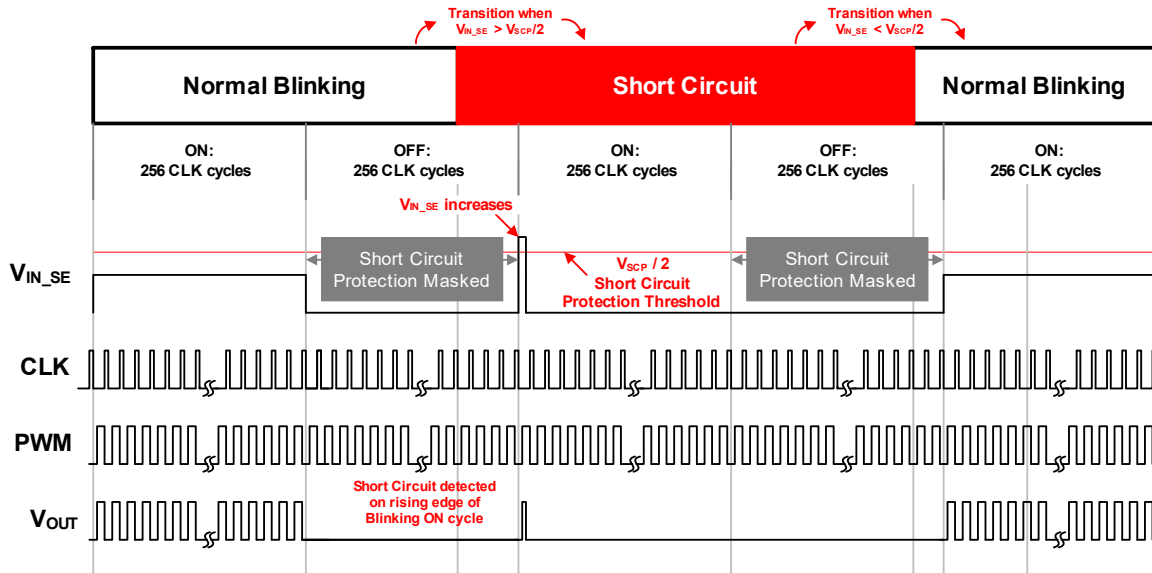 Transition when
VIN_SE > VSCP/2
Transition when
VIN_SE < VSCP/2
Normal Blinking
Short Circuit
Normal Blinking
ON:
256 CLK cycles
OFF:
256 CLK cycles
ON:
256 CLK cycles
OFF:
256 CLK cycles
ON:
256 CLK cycles
VIN_SE increases
VIN_SE
Short Circuit
Protection Masked
VSCP / 2
Short Circuit
Protection Threshold
Short Circuit
Protection Masked
CLK
PWM
VOUT
Short Circuit detected
on rising edge of
Blinking ON cycle